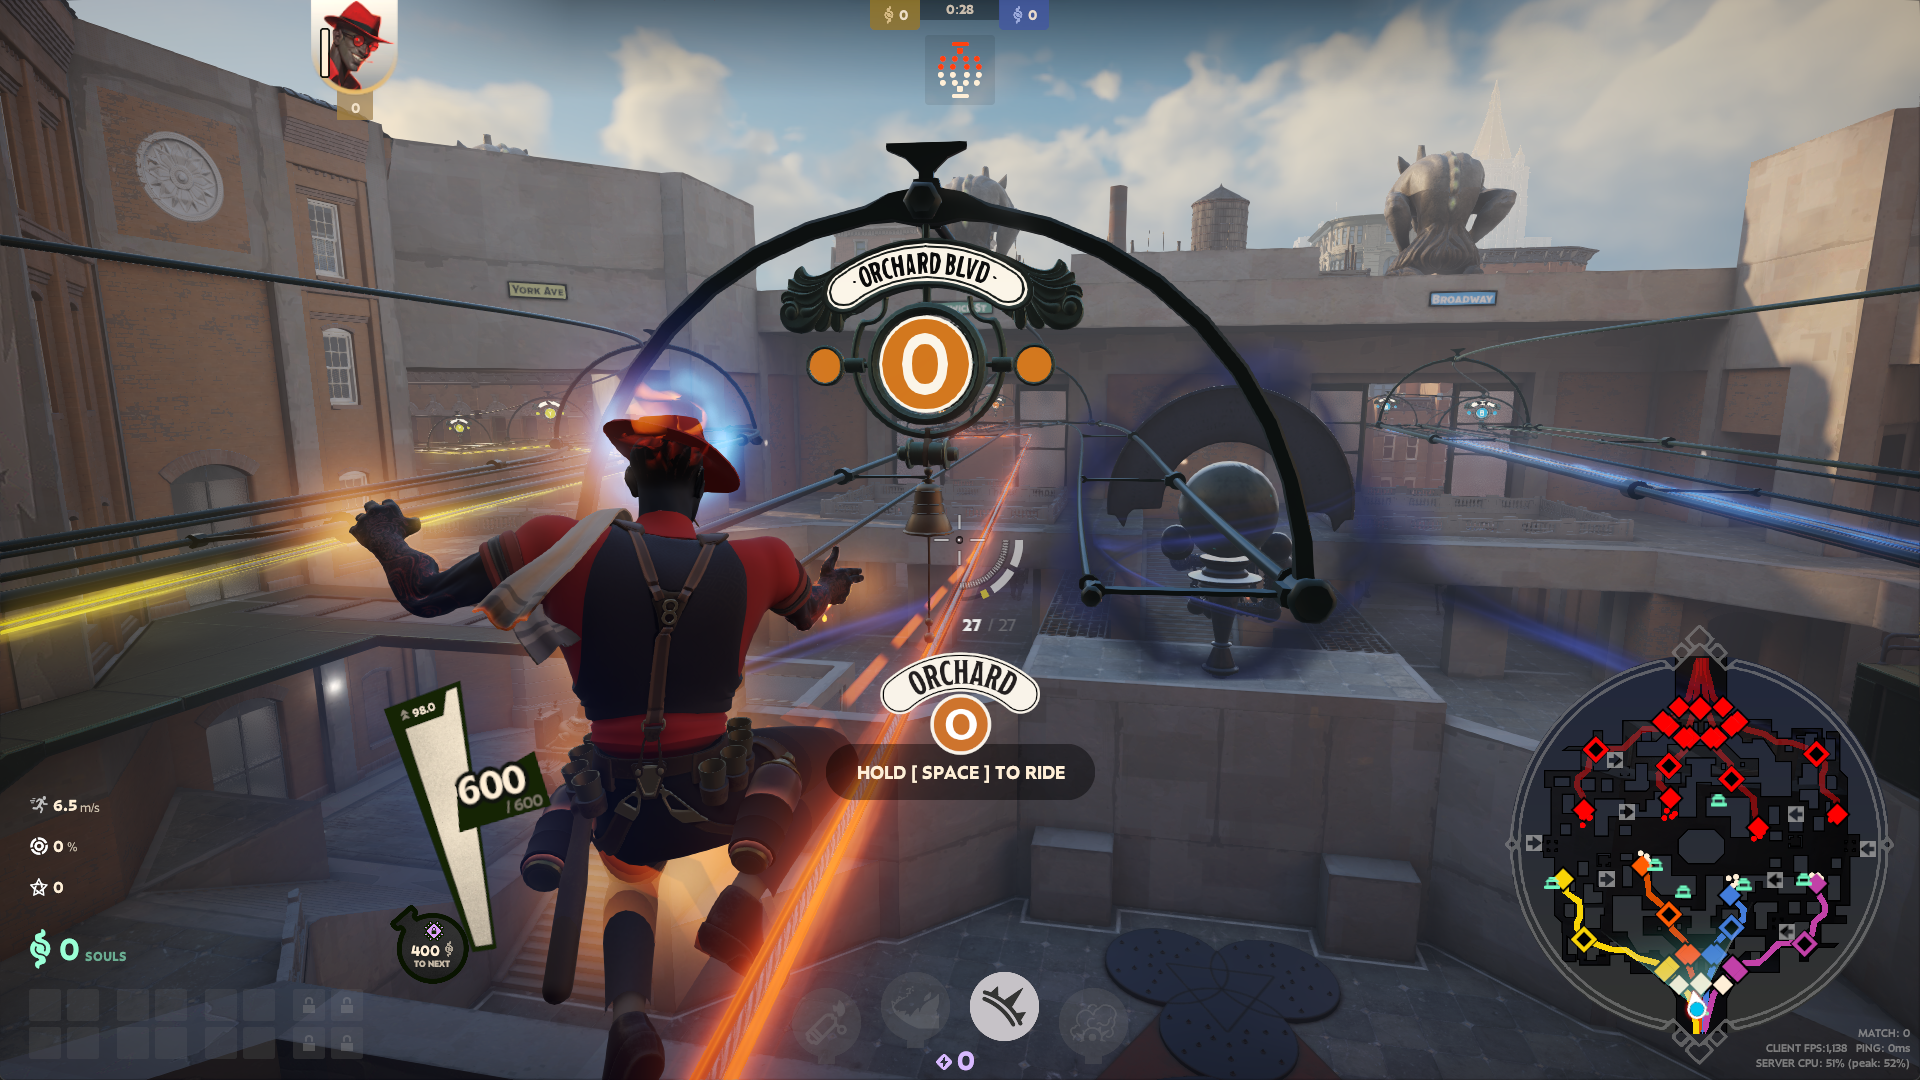 0
0:28
0
0
YORK AVE
· ORCHARD BLVD ·
O
BROADWAY
27 / 27
ORCHARD
O
HOLD [ SPACE ] TO RIDE
98.0
600
/ 600
6.5 m/s
0 %
0
0 SOULS
400
TO NEXT
0
MATCH: 0
CLIENT FPS:1,138 PING: 0ms
SERVER CPU: 51% (peak: 52%)